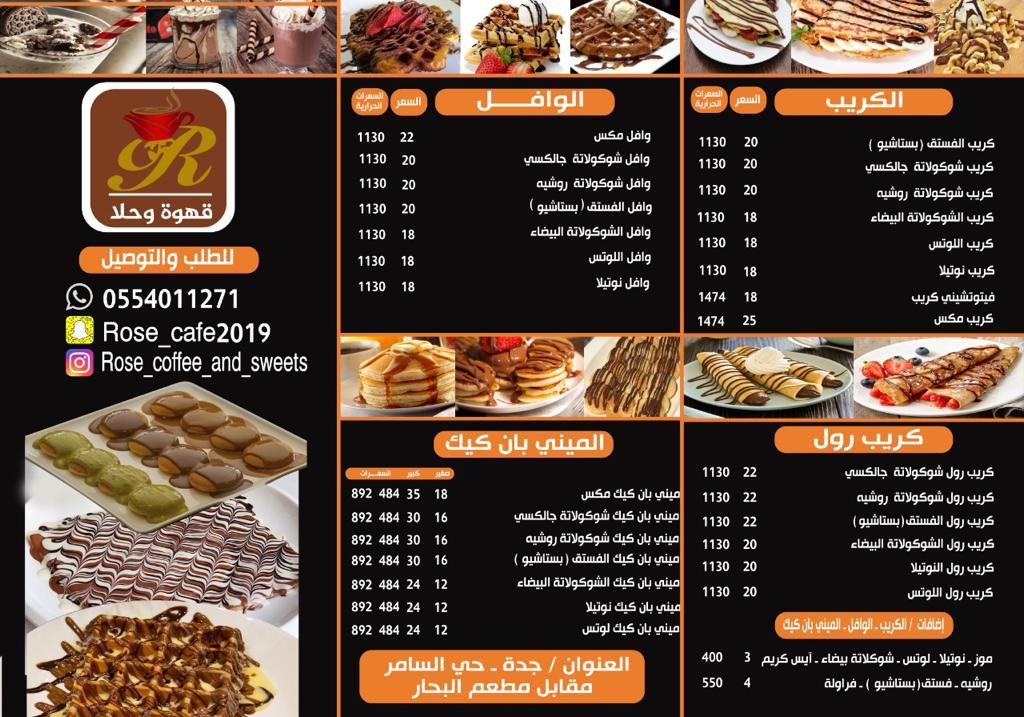 الكريب
السعر
السعرات الحرارية
كريب الفستق (بستاشيو) 20 1130
كريب شوكولاتة جالكسي 20 1130
كريب شوكولاتة روشيه 20 1130
كريب الشوكولاتة البيضاء 18 1130
كريب اللوتس 18 1130
كريب نوتيلا 18 1130
فيتوتشيني كريب 18 1474
كريب مكس 25 1474
كريب رول
كريب رول شوكولاتة جالكسي 22 1130
كريب رول شوكولاتة روشيه 22 1130
كريب رول الفستق (بستاشيو) 22 1130
كريب رول الشوكولاتة البيضاء 20 1130
كريب رول النوتيلا 20 1130
كريب رول اللوتس 20 1130
إضافات / الكريب - الوافل - الميني بان كيك
موز - نوتيلا - لوتس - شوكلاتة بيضاء - آيس كريم 3 400
روشيه - فستق (بستاشيو) - فراولة 4 550
الوافــــل
السعر
السعرات الحرارية
وافل مكس 22 1130
وافل شوكولاتة جالكسي 20 1130
وافل شوكولاتة روشيه 20 1130
وافل الفستق (بستاشيو) 20 1130
وافل الشوكولاتة البيضاء 18 1130
وافل اللوتس 18 1130
وافل نوتيلا 18 1130
الميني بان كيك
صغير كبير السعــرات
ميني بان كيك مكس 18 35 484 892
ميني بان كيك شوكولاتة جالكسي 16 30 484 892
ميني بان كيك شوكولاتة روشيه 16 30 484 892
ميني بان كيك الفستق (بستاشيو) 16 30 484 892
ميني بان كيك الشوكولاتة البيضاء 12 24 484 892
ميني بان كيك نوتيلا 12 24 484 892
ميني بان كيك لوتس 12 24 484 892
العنوان / جدة - حي السامر
مقابل مطعم البحار
R
قهوة وحلا
للطلب والتوصيل
0554011271
Rose_cafe2019
Rose_coffee_and_sweets